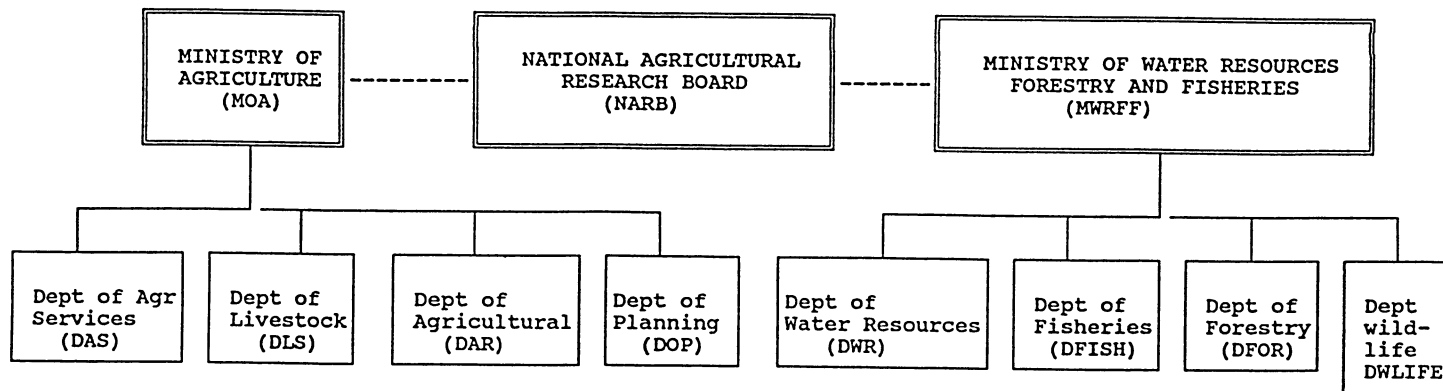 MINISTRY OF
AGRICULTURE
(MOA)
NATIONAL AGRICULTURAL
RESEARCH BOARD
(NARB)
MINISTRY OF WATER RESOURCES
FORESTRY AND FISHERIES
(MWRFF)
Dept of Agr
Services
(DAS)
Dept of
Livestock
(DLS)
Dept of
Agricultural
(DAR)
Dept of
Planning
(DOP)
Dept of
Water Resources
(DWR)
Dept of
Fisheries
(DFISH)
Dept of
Forestry
(DFOR)
Dept
wild-
life
DWLIFE